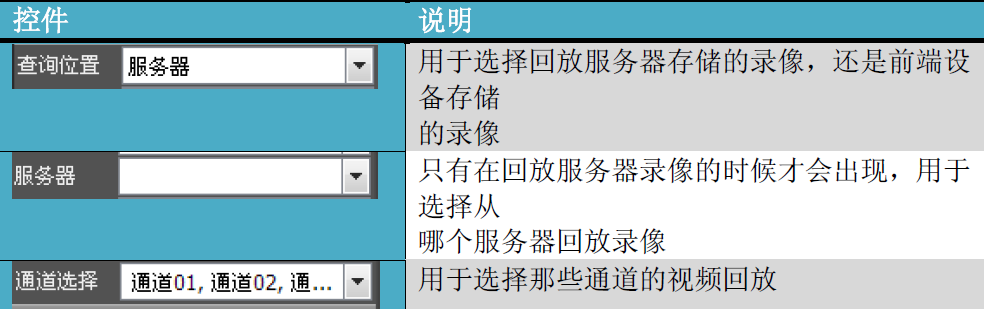 控件 说明
查询位置 服务器 用于选择回放服务器存储的录像，还是前端设
备存储
的录像
服务器 只有在回放服务器录像的时候才会出现，用于
选择从
哪个服务器回放录像
通道选择 通道01, 通道02, 通... 用于选择那些通道的视频回放